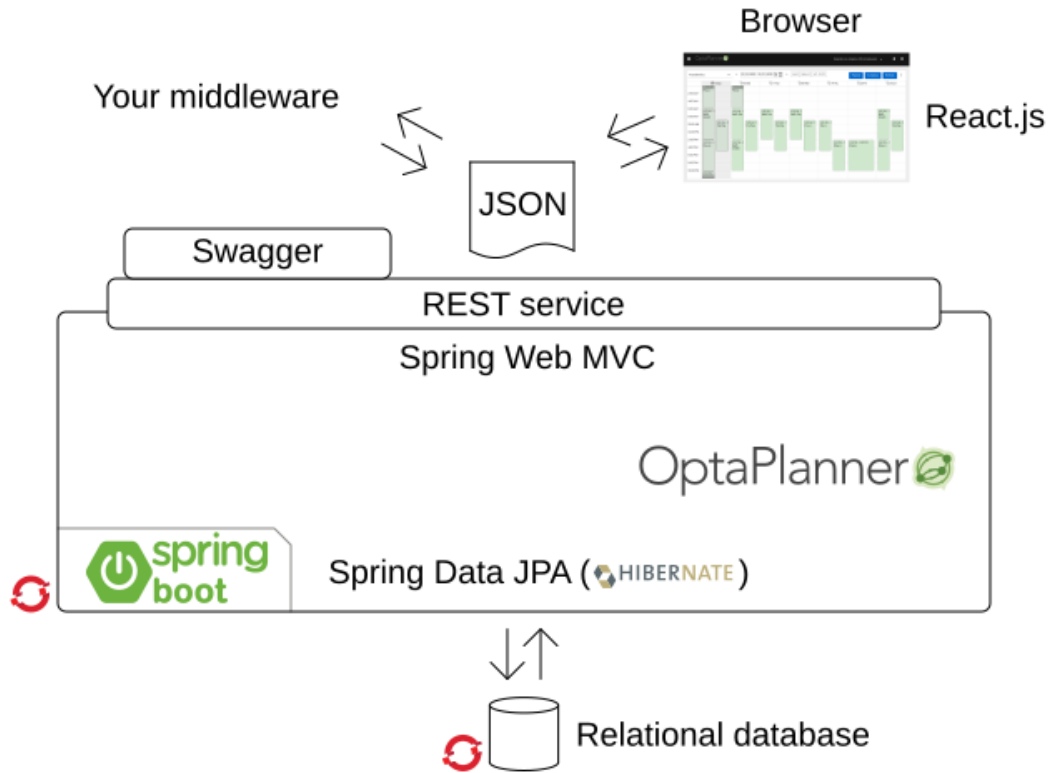 Browser
OptaPlanner
Your middleware
React.js
JSON
Swagger
REST service
Spring Web MVC
OptaPlanner
spring
boot
Spring Data JPA (HIBERNATE)
Relational database